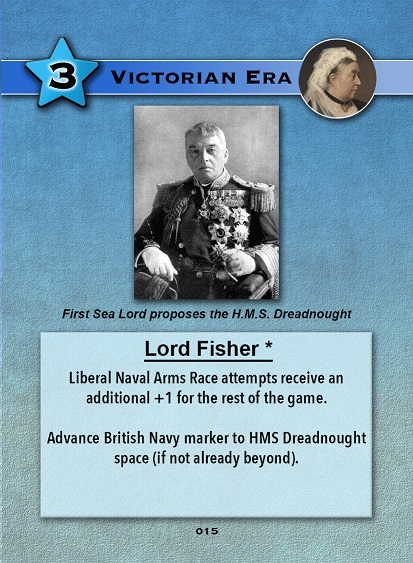 3
VICTORIAN ERA
First Sea Lord proposes the H.M.S. Dreadnought
Lord Fisher *
Liberal Naval Arms Race attempts receive an
additional +1 for the rest of the game.
Advance British Navy marker to HMS Dreadnought
space (if not already beyond).
015